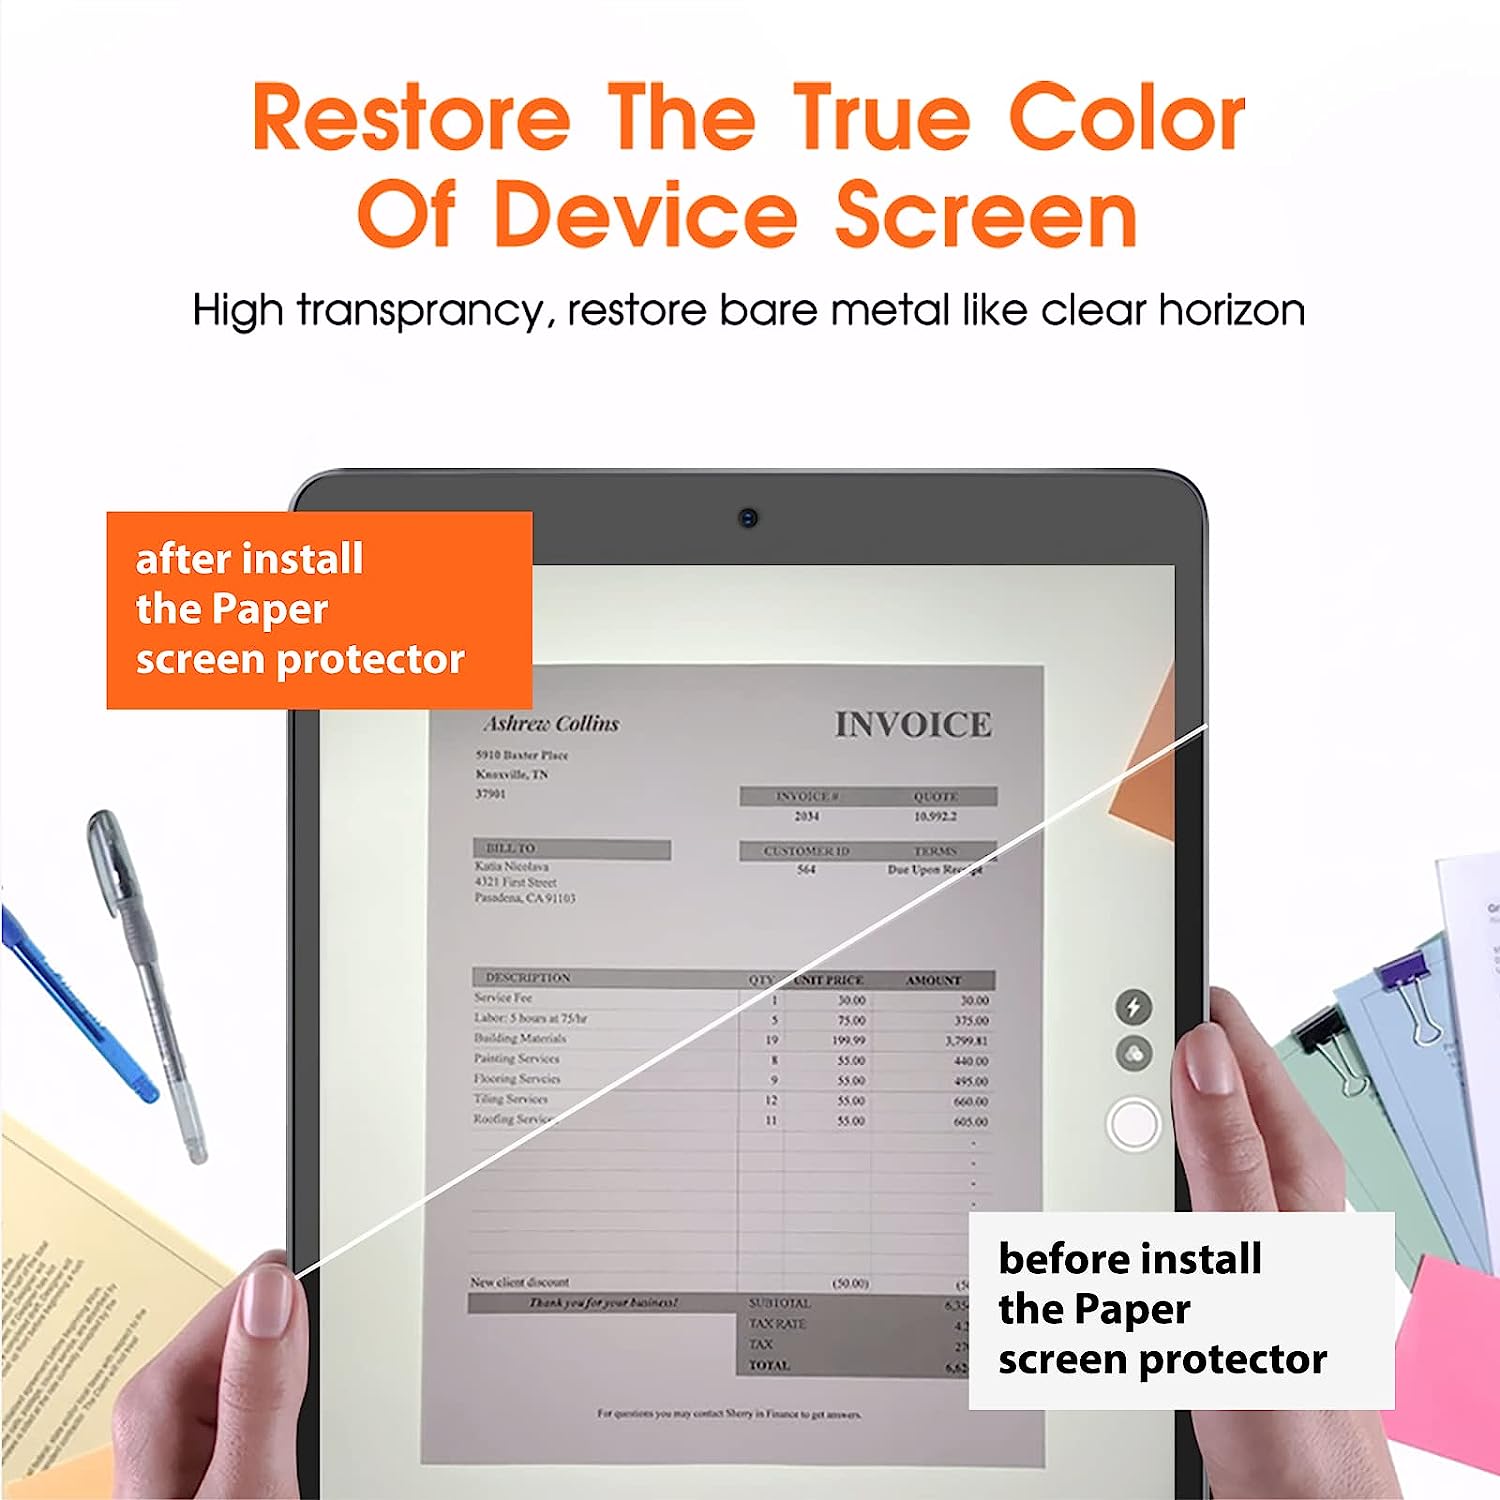 Restore The True Color
Of Device Screen
High transprancy, restore bare metal like clear horizon
after install
the Paper
screen protector
Ashrew Collins
INVOICE
5910 Baxter Place
Knoxville, TN
37901
INVOICE # QUOTE
2034 10.992.2
BILL TO
CUSTOMER ID TERMS
Katia Nicolava
564 Due Upon Receipt
4321 First Street
Pasadena, CA 91103
DESCRIPTION QTY UNIT PRICE AMOUNT
Service Fee 1 30.00 30.00
Labor: 5 hours at 75/hr 5 75.00 375.00
Building Materials 19 199.99 3,799.81
Painting Services 8 55.00 440.00
Flooring Servcies 9 55.00 495.00
Tiling Services 12 55.00 660.00
Roofing Service 11 55.00 605.00
New client discount (50.00)
Thank you for your business! SUBTOTAL
TAX RATE
TAX
TOTAL
For questions you may contact Sherry in Finance to get answers.
before install
the Paper
screen protector